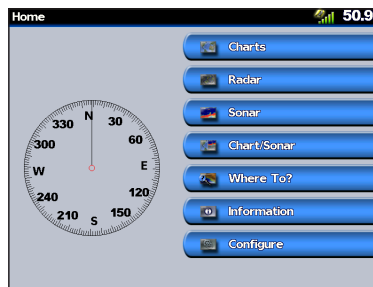 Home 50.9
Charts
Radar
Sonar
Chart/Sonar
Where To?
Information
Configure
N
330 30
300 60
W E
240 120
210 150
S